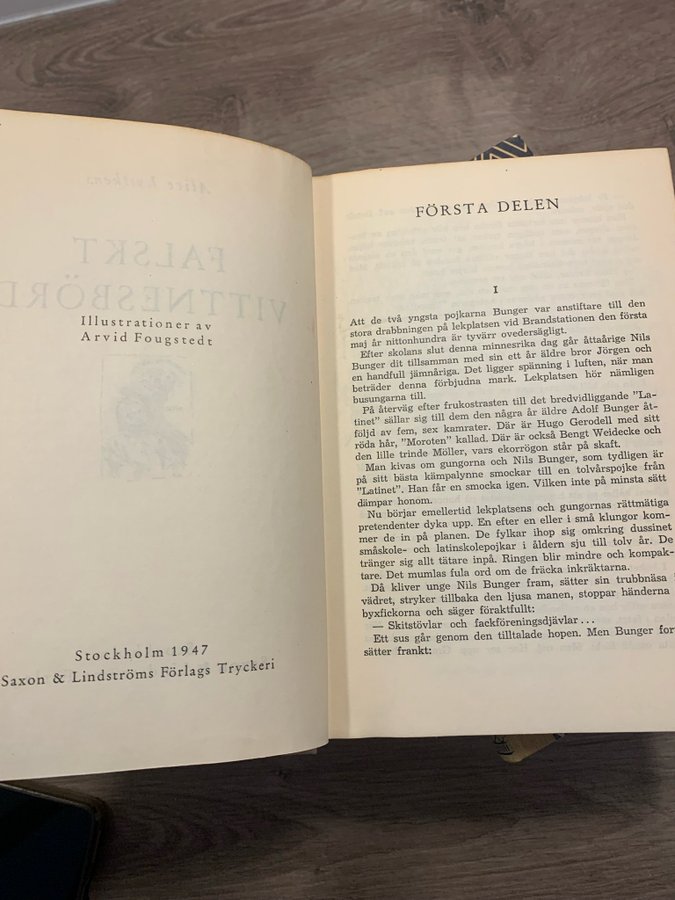 FALSKT
VITTNESBÖRD
Illustrationer av
Arvid Fougstedt
Stockholm 1947
Saxon & Lindströms Förlags Tryckeri
FÖRSTA DELEN
I
Att de två yngsta pojkarna Bunger var anstiftare till den
stora drabbningen på lekplatsen vid Brandstationen den första
maj år nittonhundra är tyvärr ovedersägligt.
Efter skolans slut denna minnesrika dag går åttaårige Nils
Bunger dit tillsamman med sin ett år äldre bror Jörgen och
en handfull jämnåriga. Det ligger spänning i luften, när man
beträder denna förbjudna mark. Lekplatsen hör nämligen
busungarna till.
På återväg efter frukostrasten till det bredvidliggande "La-
tinet" sällar sig till dem den några år äldre Adolf Bunger åt-
följd av fem, sex kamrater. Där är Hugo Gerodell med sitt
röda hår, "Moroten" kallad. Där är också Bengt Weidecke och
den lille trinde Möller, vars ekorrögon står på skaft.
Man kivas om gungorna och Nils Bunger, som tydligen är
på sitt bästa kämpalynne smockar till en tolvårspojke från
"Latinet". Han får en smocka igen. Vilken inte på minsta sätt
dämpar honom.
Nu börjar emellertid lekplatsens och gungornas rättmätiga
pretendenter dyka upp. En efter en eller i små klungor kom-
mer de in på planen. De fylkar ihop sig omkring dussinet
småskole- och latinskolepojkar i åldern sju till tolv år. De
tränger sig allt tätare inpå. Ringen blir mindre och kompak-
tare. Det mumlas fula ord om de fräcka inkräktarna.
Då kliver unge Nils Bunger fram, sätter sin trubbnäsa
vädret, stryker tillbaka den ljusa manen, stoppar händerna
byxfickorna och säger föraktfullt:
— Skitstövlar och fackföreningsdjävlar ...
Ett sus går genom den tilltalade hopen. Men Bunger for
sätter frankt: